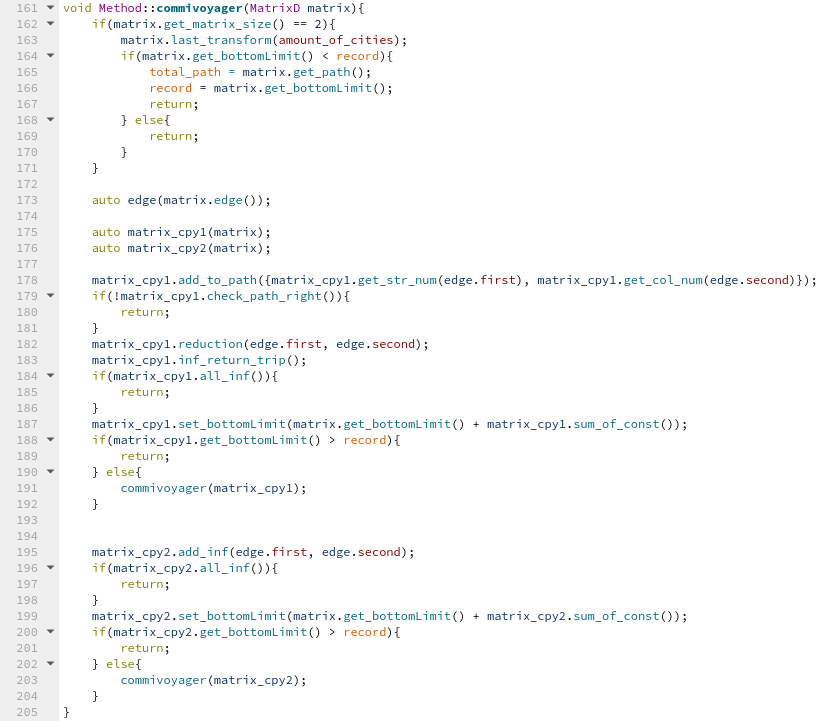 161 void Method::commivoyager(MatrixD matrix){
162     if(matrix.get_matrix_size() == 2){
163         matrix.last_transform(amount_of_cities);
164         if(matrix.get_bottomLimit() < record){
165             total_path = matrix.get_path();
166             record = matrix.get_bottomLimit();
167             return;
168         } else{
169             return;
170         }
171     }
172
173     auto edge(matrix.edge());
174
175     auto matrix_cpy1(matrix);
176     auto matrix_cpy2(matrix);
177
178     matrix_cpy1.add_to_path({matrix_cpy1.get_str_num(edge.first), matrix_cpy1.get_col_num(edge.second)});
179     if(!matrix_cpy1.check_path_right()){
180         return;
181     }
182     matrix_cpy1.reduction(edge.first, edge.second);
183     matrix_cpy1.inf_return_trip();
184     if(matrix_cpy1.all_inf()){
185         return;
186     }
187     matrix_cpy1.set_bottomLimit(matrix.get_bottomLimit() + matrix_cpy1.sum_of_const());
188     if(matrix_cpy1.get_bottomLimit() > record){
189         return;
190     } else{
191         commivoyager(matrix_cpy1);
192     }
193
194
195     matrix_cpy2.add_inf(edge.first, edge.second);
196     if(matrix_cpy2.all_inf()){
197         return;
198     }
199     matrix_cpy2.set_bottomLimit(matrix.get_bottomLimit() + matrix_cpy2.sum_of_const());
200     if(matrix_cpy2.get_bottomLimit() > record){
201         return;
202     } else{
203         commivoyager(matrix_cpy2);
204     }
205 }